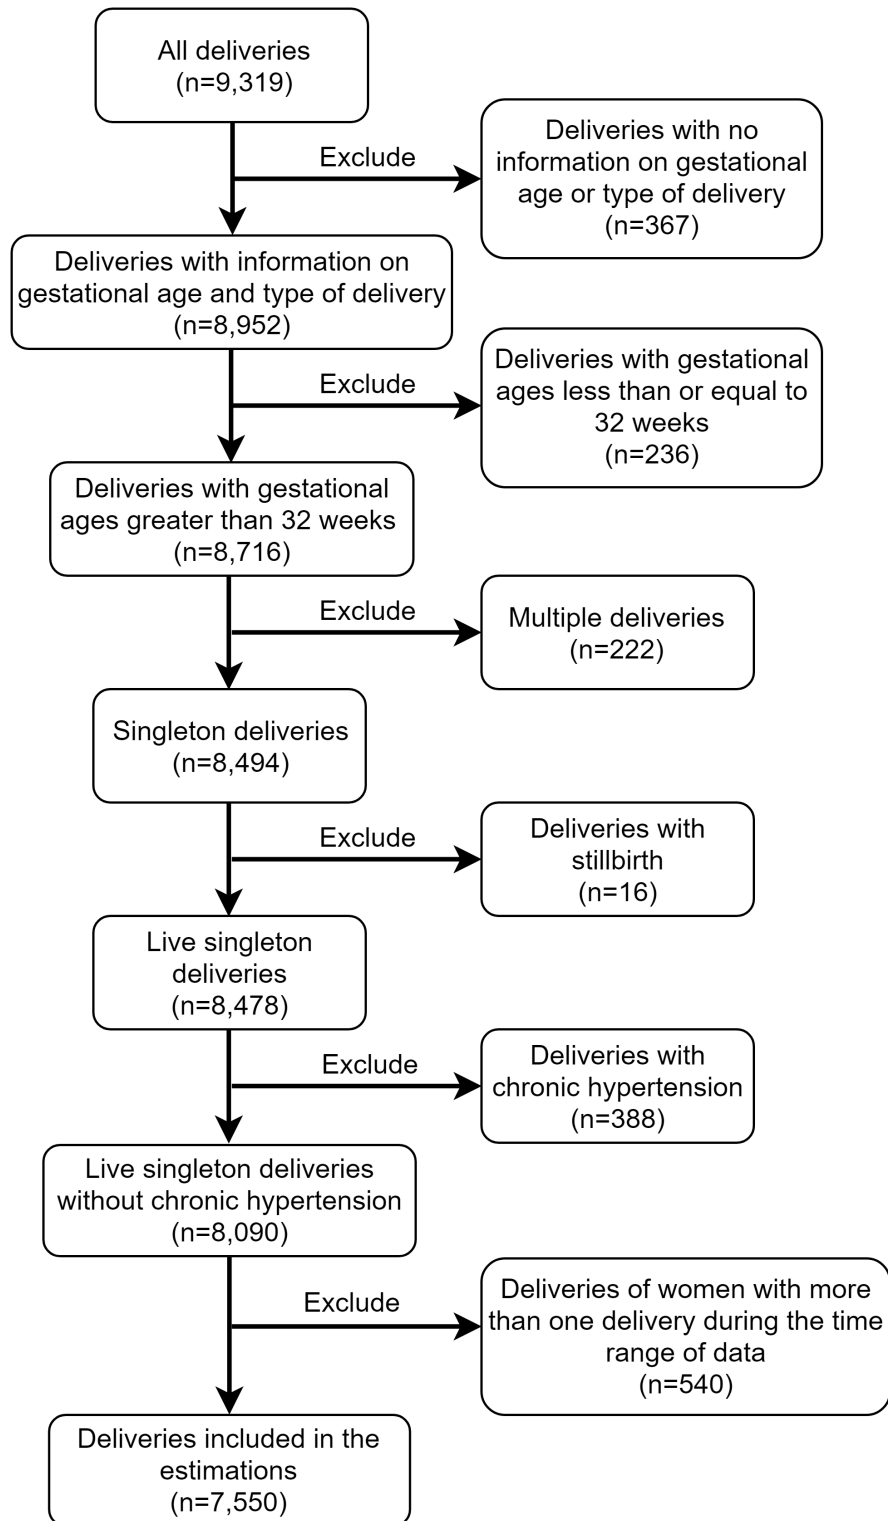 All deliveries
(n=9,319)
Exclude
Deliveries with no
information on gestational
age or type of delivery
(n=367)
Deliveries with information on
gestational age and type of delivery
(n=8,952)
Exclude
Deliveries with gestational
ages less than or equal to
32 weeks
(n=236)
Deliveries with gestational
ages greater than 32 weeks
(n=8,716)
Exclude
Multiple deliveries
(n=222)
Singleton deliveries
(n=8,494)
Exclude
Deliveries with
stillbirth
(n=16)
Live singleton
deliveries
(n=8,478)
Exclude
Deliveries with
chronic hypertension
(n=388)
Live singleton deliveries
without chronic hypertension
(n=8,090)
Exclude
Deliveries of women with more
than one delivery during the time
range of data
(n=540)
Deliveries included in the
estimations
(n=7,550)